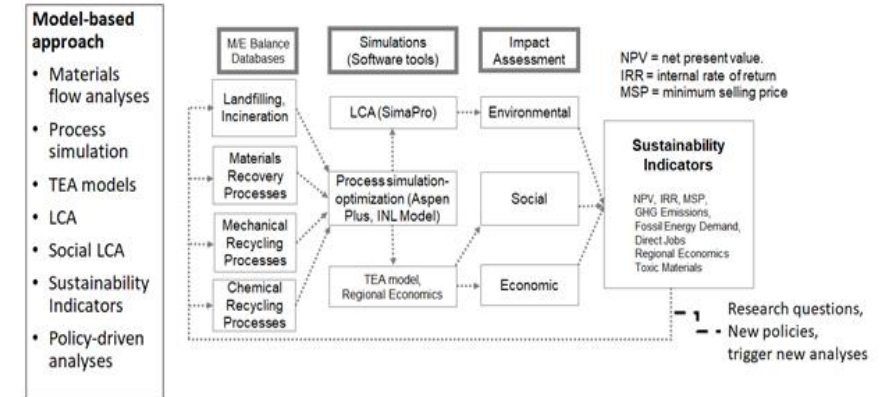 Model-based
approach
• Materials
flow analyses
• Process
simulation
• TEA models
• LCA
• Social LCA
• Sustainability
Indicators
• Policy-driven
analyses
M/E Balance
Databases
Landfilling,
Incineration
Materials
Recovery
Processes
Mechanical
Recycling
Processes
Chemical
Recycling
Processes
Simulations
(Software tools)
LCA (SimaPro)
Process simulation-
optimization (Aspen
Plus, INL Model)
TEA model,
Regional Economics
Impact
Assessment
Environmental
Social
Economic
NPV = net present value.
IRR = internal rate of return
MSP = minimum selling price
Sustainability
Indicators
NPV, IRR, MSP,
GHG Emissions,
Fossil Energy Demand,
Direct Jobs
Regional Economics
Toxic Materials
Research questions,
New policies,
trigger new analyses